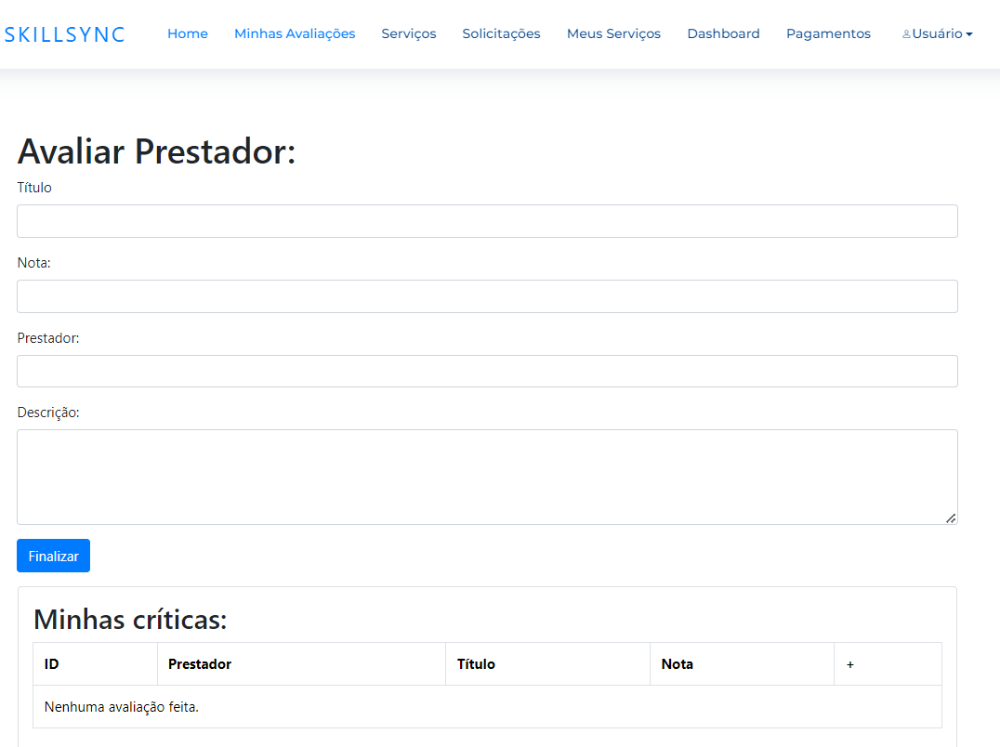 SKILLSYNC Home Minhas Avaliações Serviços Solicitações Meus Serviços Dashboard Pagamentos Usuário
Avaliar Prestador:
Título
Nota:
Prestador:
Descrição:
Finalizar
Minhas críticas:
ID Prestador Título Nota +
Nenhuma avaliação feita.